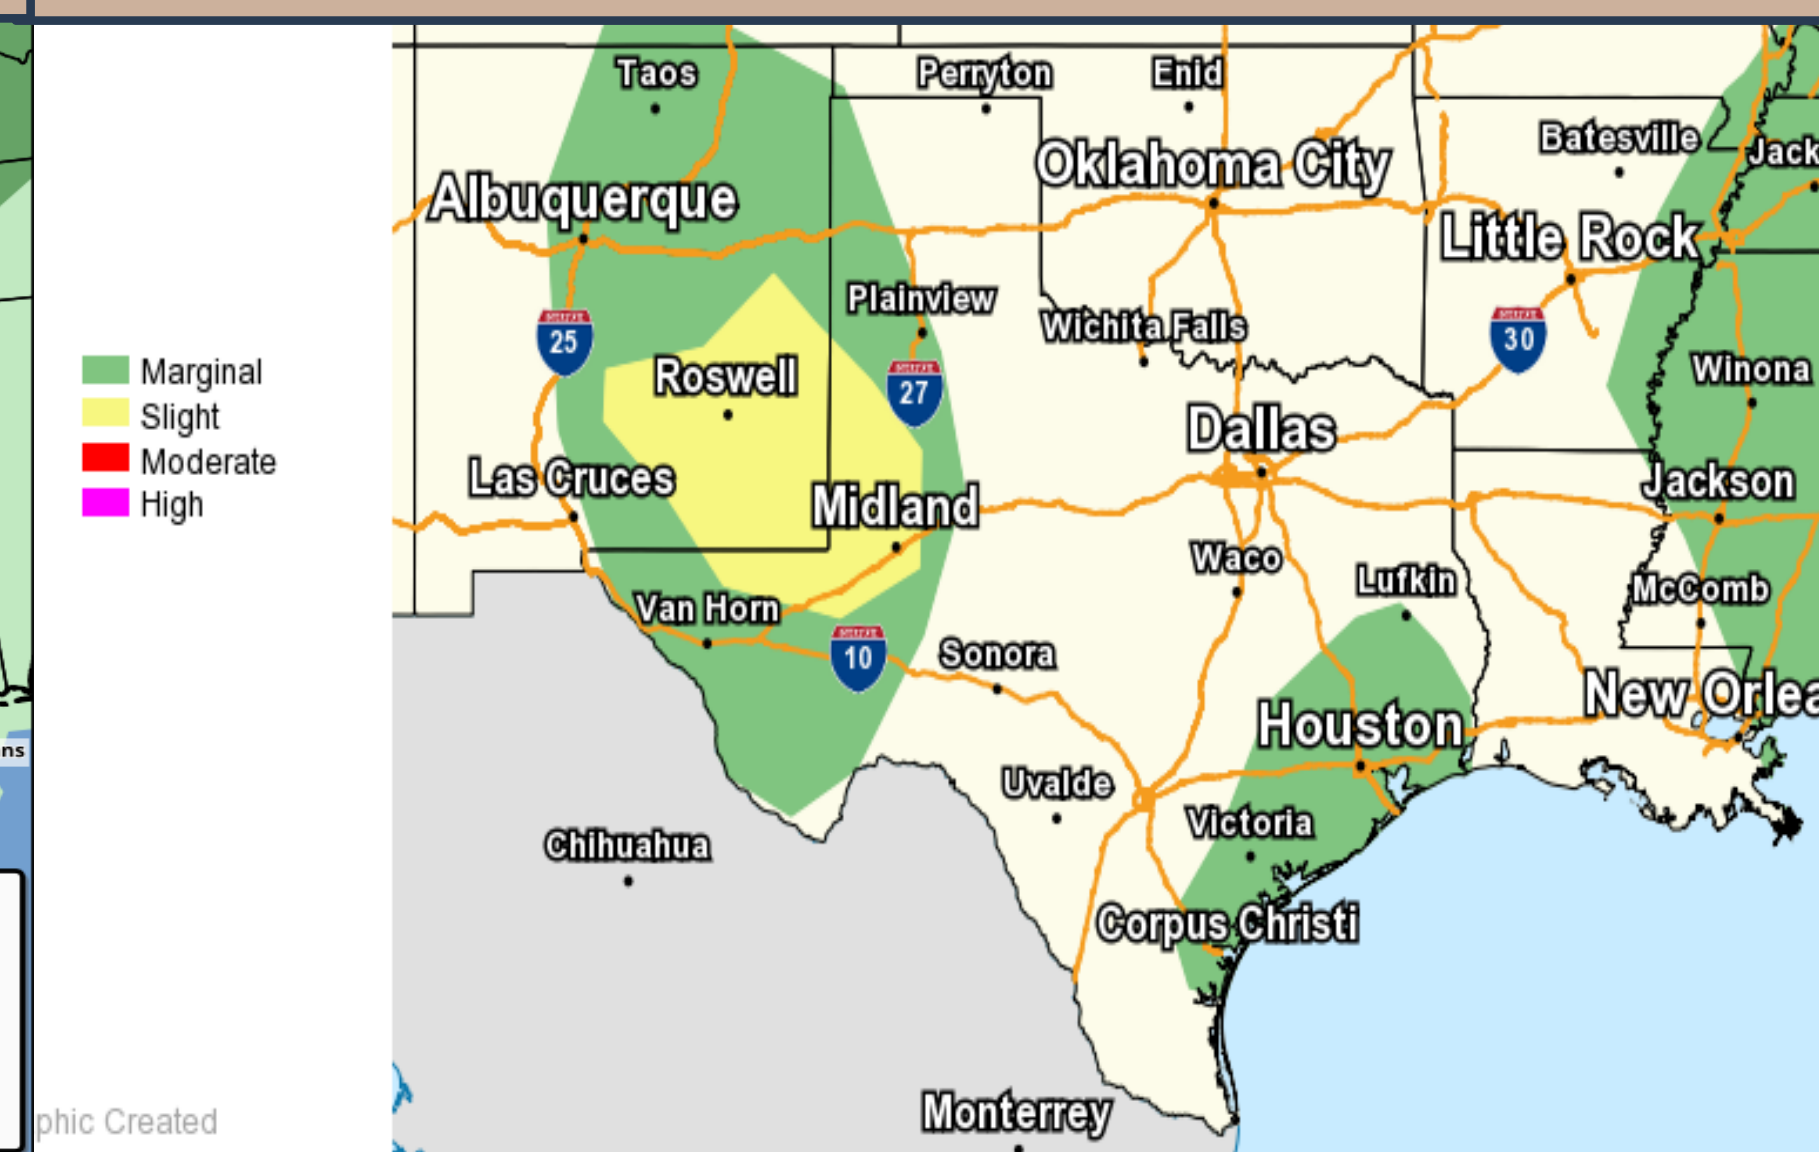 Taos
Perryton
Enid
Batesville
Jack
Oklahoma City
Albuquerque
Little Rock
Plainview
Wichita Falls
25
30
Winona
Marginal
Roswell
27
Slight
Dallas
Moderate
Las Cruces
Jackson
High
Midland
Waco
Lufkin
McComb
Van Horn
10
Sonora
New Orlea
Houston
ns
Uvalde
Victoria
Chihuahua
Corpus Christi
Monterrey
phic Created